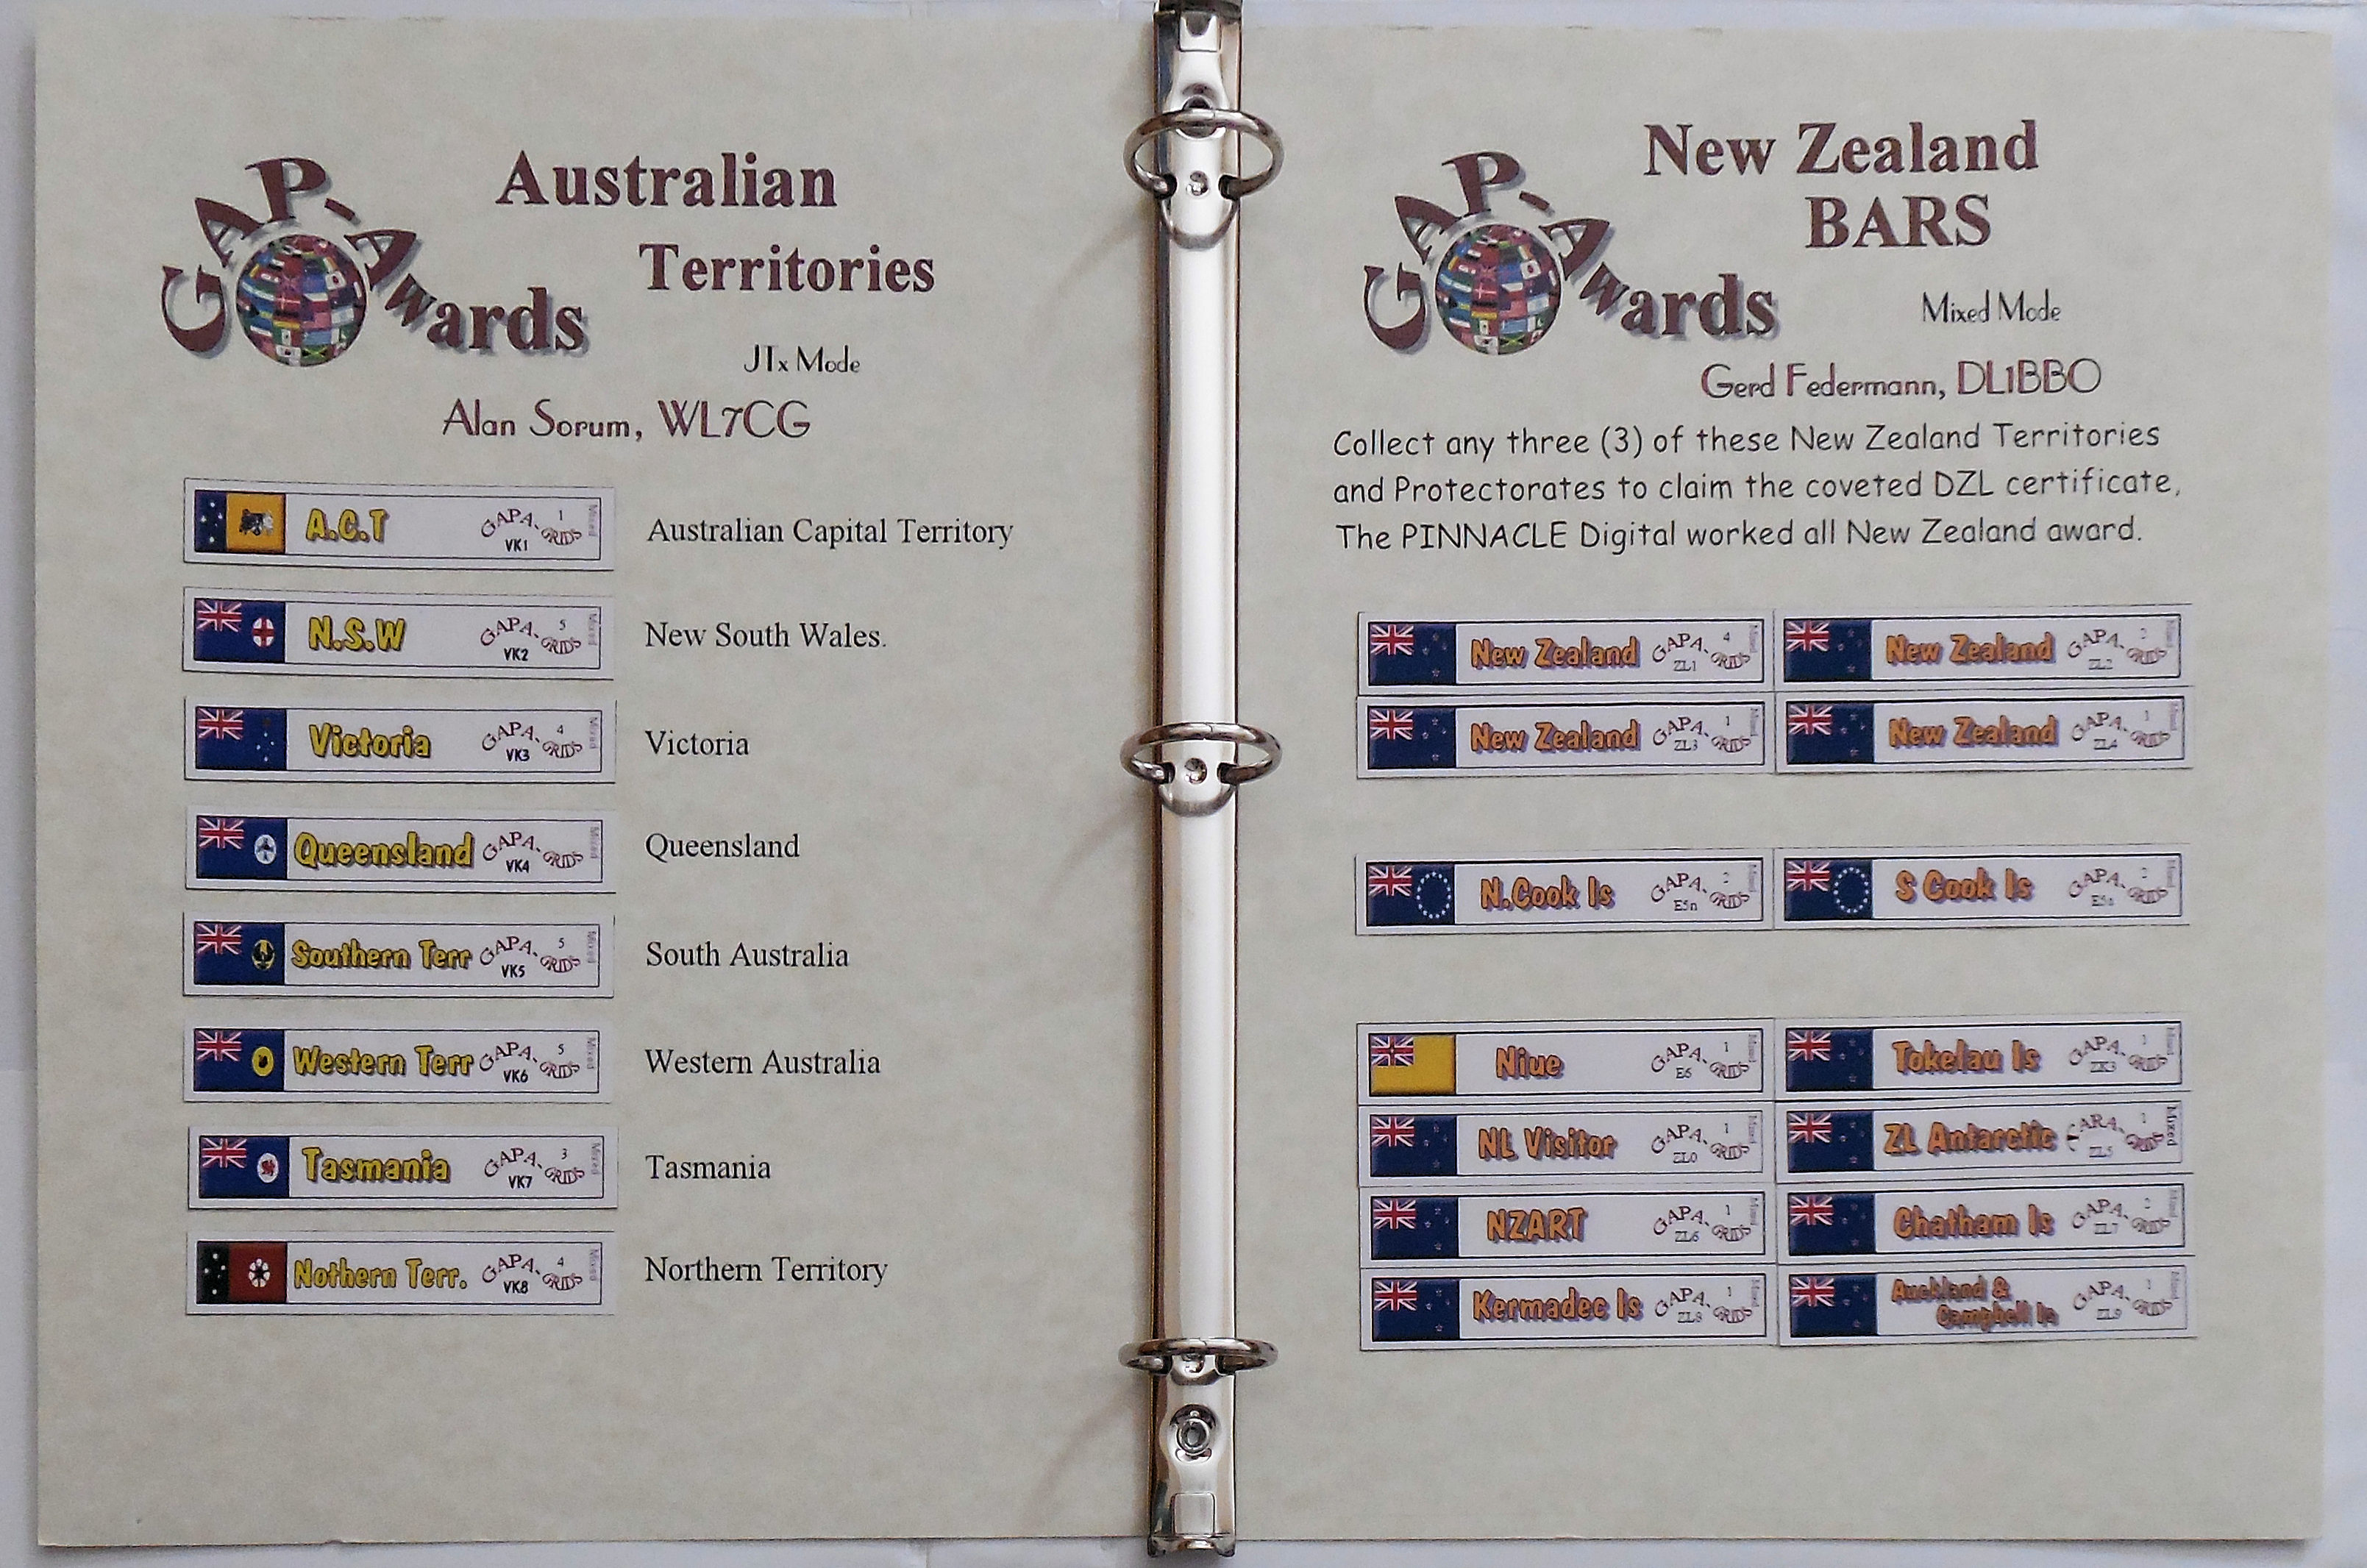 GAP-Awards
Australian
Territories
JTx Mode
Alan Sorum, WL7CG
A.C.T GAPA-GRIDS 1 VK1 Mixed
Australian Capital Territory
N.S.W GAPA-GRIDS 5 VK2 Mixed
New South Wales.
Victoria GAPA-GRIDS 4 VK3 Mixed
Victoria
Queensland GAPA-GRIDS VK4 Mixed
Queensland
Southern Terr GAPA-GRIDS 5 VK5 Mixed
South Australia
Western Terr GAPA-GRIDS 5 VK6 Mixed
Western Australia
Tasmania GAPA-GRIDS 3 VK7 Mixed
Tasmania
Nothern Terr. GAPA-GRIDS 4 VK8 Mixed
Northern Territory
GAP-Awards
New Zealand
BARS
Mixed Mode
Gerd Federmann, DL1BBO
Collect any three (3) of these New Zealand Territories
and Protectorates to claim the coveted DZL certificate,
The PINNACLE Digital worked all New Zealand award.
New Zealand GAPA-GRIDS 4 ZL1 Mixed
New Zealand GAPA-GRIDS ZL2 Mixed
New Zealand GAPA-GRIDS 1 ZL3 Mixed
New Zealand GAPA-GRIDS 1 ZL4 Mixed
N.Cook Is GAPA-GRIDS 2 E5n Mixed
S Cook Is GAPA-GRIDS 2 E5s Mixed
Niue GAPA-GRIDS 1 E6 Mixed
Tokelau Is GAPA-GRIDS 1 ZK3 Mixed
NL Visitor GAPA-GRIDS 1 ZL0 Mixed
ZL Antarctic GRIDS 1 ZL5 Mixed
NZART GAPA-GRIDS 1 ZL6 Mixed
Chatham Is GAPA-GRIDS 2 ZL7 Mixed
Kermadec Is GAPA-GRIDS 1 ZL8 Mixed
Auckland &
Campbell Is GAPA-GRIDS ZL9 Mixed